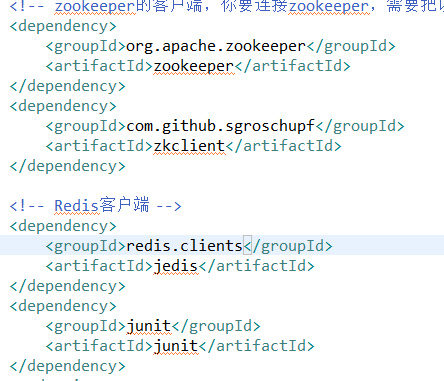 <!-- zookeeper的客户端，你要连接zookeeper，需要把
<dependency>
<groupId>org.apache.zookeeper</groupId>
<artifactId>zookeeper</artifactId>
</dependency>
<dependency>
<groupId>com.github.sgroschupf</groupId>
<artifactId>zkclient</artifactId>
</dependency>
<!-- Redis客户端 -->
<dependency>
<groupId>redis.clients</groupId>
<artifactId>jedis</artifactId>
</dependency>
<dependency>
<groupId>junit</groupId>
<artifactId>junit</artifactId>
</dependency>